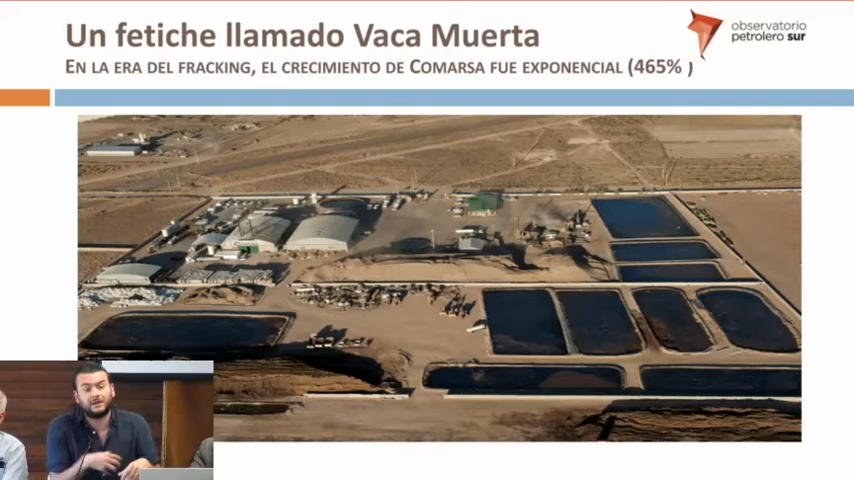 Un fetiche llamado Vaca Muerta
EN LA ERA DEL FRACKING, EL CRECIMIENTO DE COMARSA FUE EXPONENCIAL (465% )
observatorio
petrolero sur